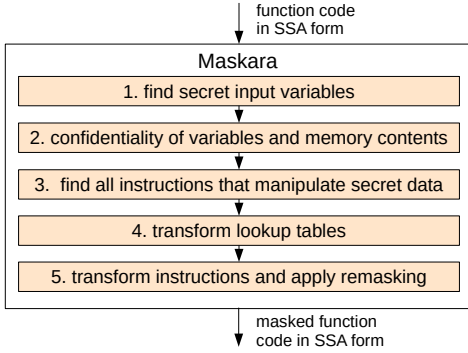 function code
in SSA form
Maskara
1. find secret input variables
2. confidentiality of variables and memory contents
3. find all instructions that manipulate secret data
4. transform lookup tables
5. transform instructions and apply remasking
masked function
code in SSA form